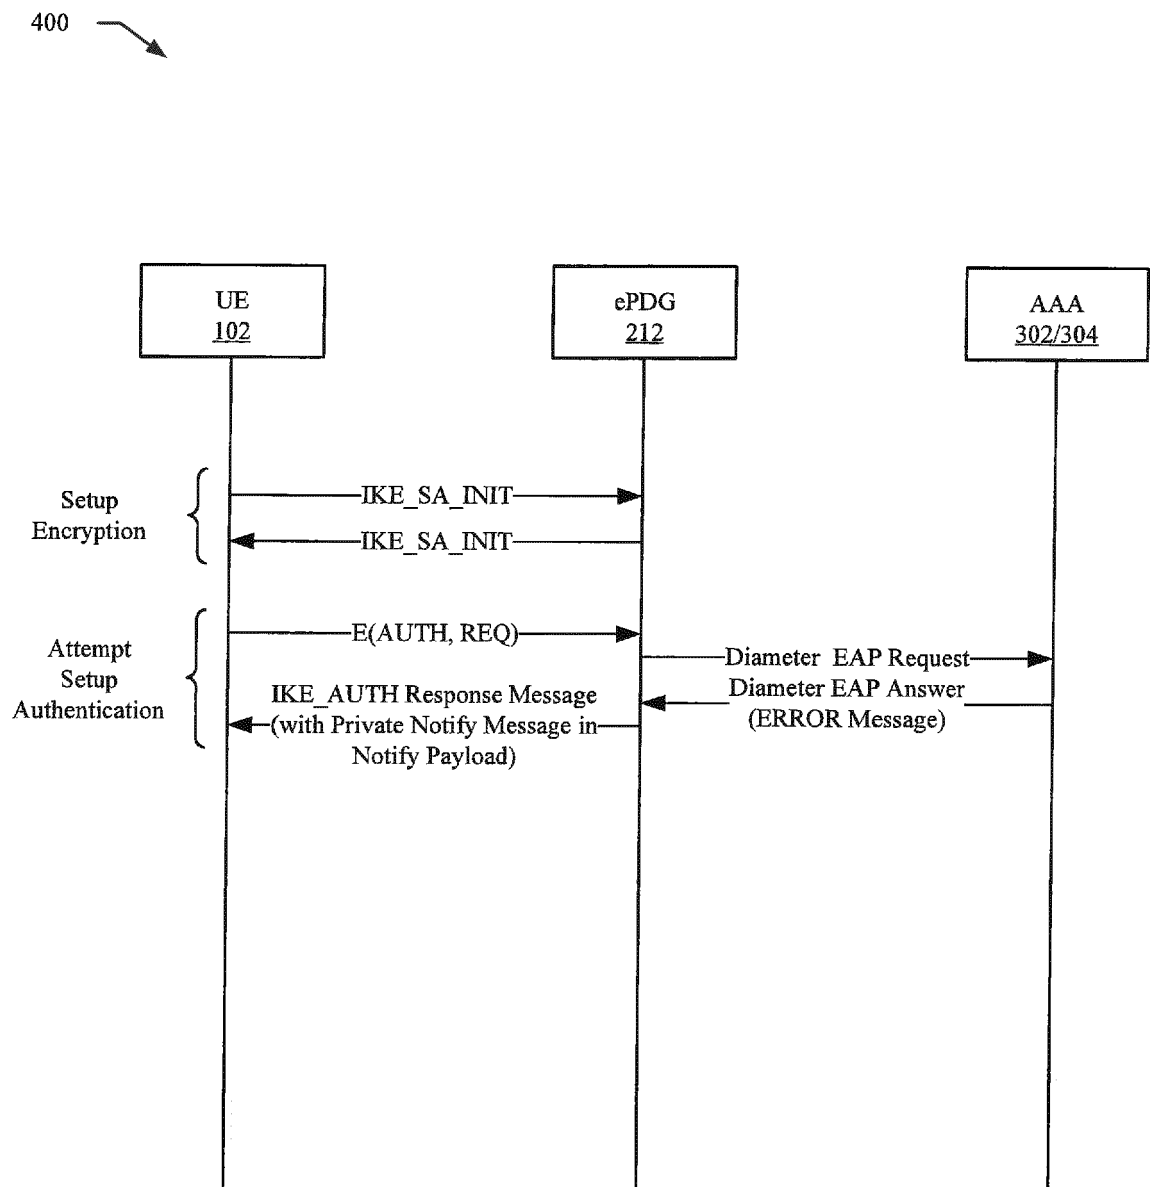 400
UE
102
ePDG
212
AAA
302/304
Setup
Encryption
IKE_SA_INIT
IKE_SA_INIT
Attempt
Setup
Authentication
E(AUTH, REQ)
Diameter EAP Request
Diameter EAP Answer
(ERROR Message)
IKE_AUTH Response Message
(with Private Notify Message in
Notify Payload)